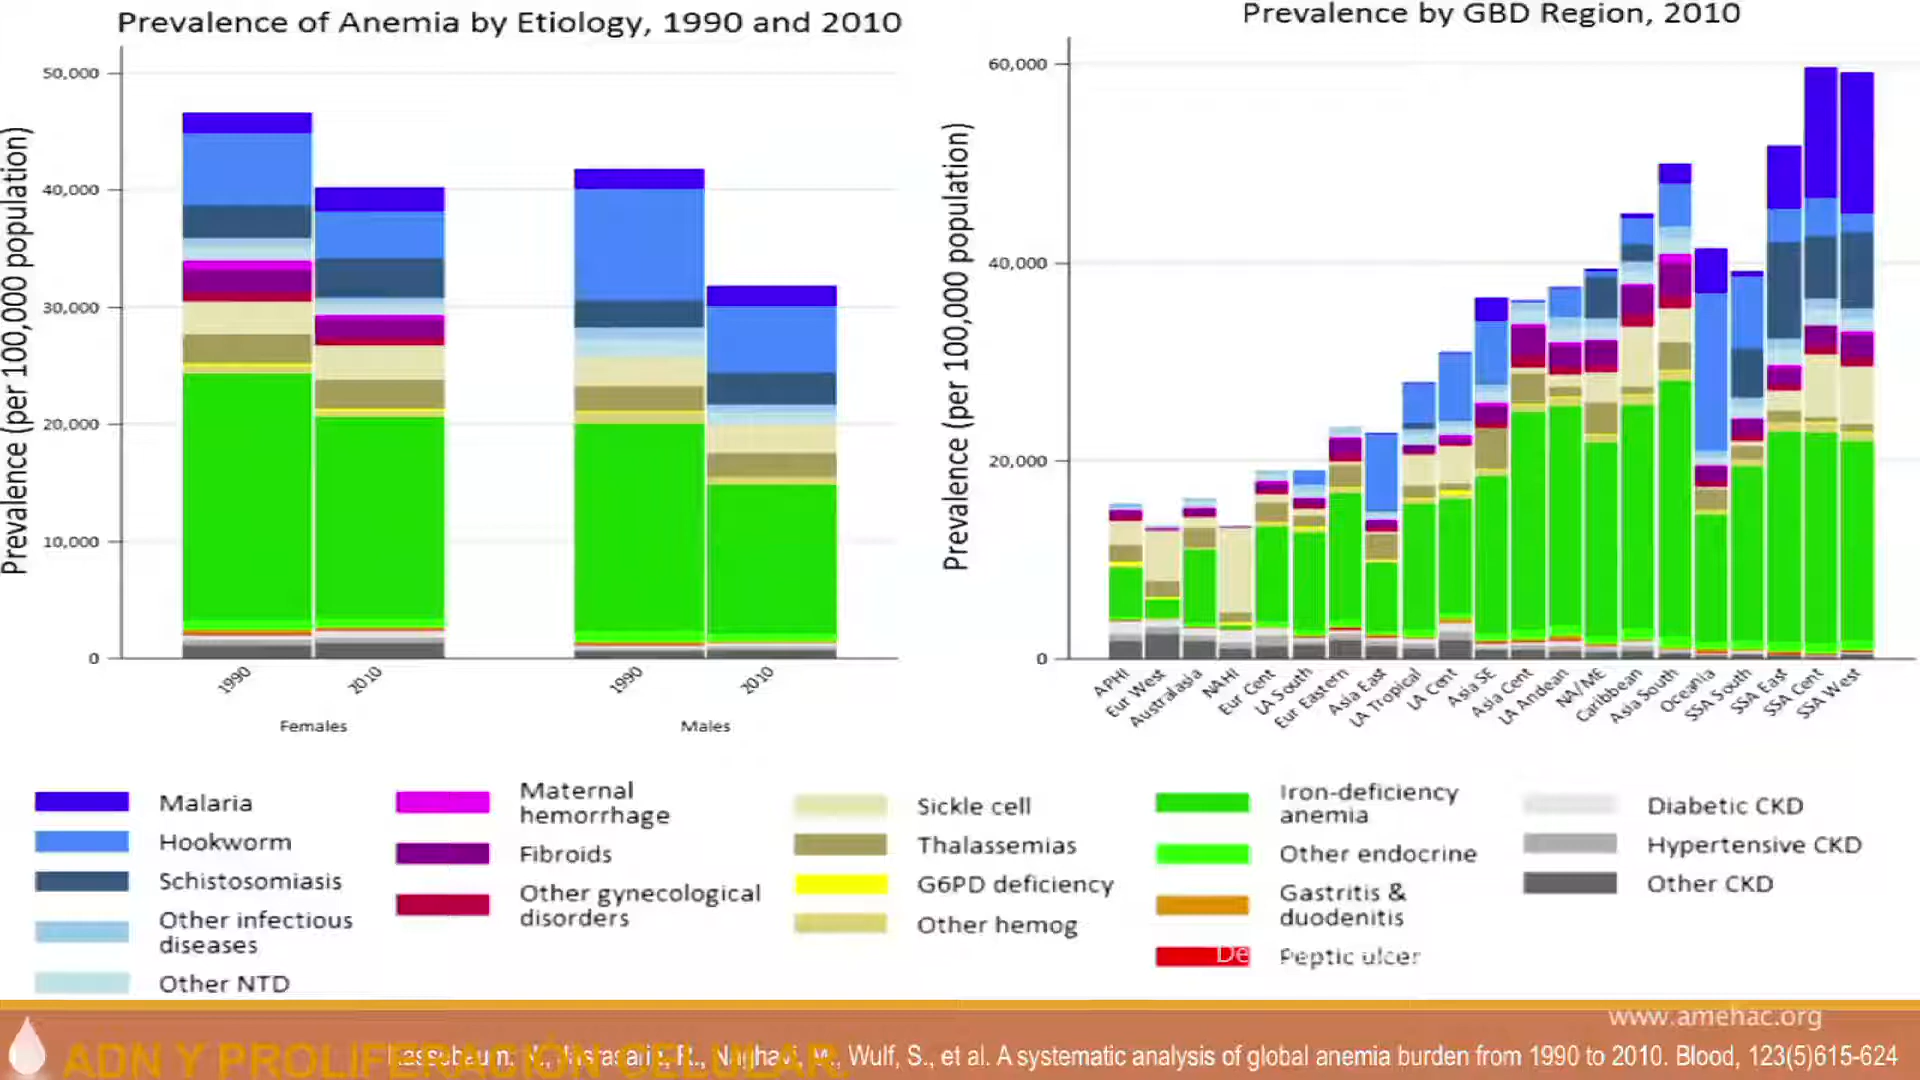 Prevalence of Anemia by Etiology, 1990 and 2010
Prevalence (per 100,000 population)
50,000
40,000
30,000
20,000
10,000
0
1990
2010
1990
2010
Females
Males
Prevalence by GBD Region, 2010
Prevalence (per 100,000 population)
60,000
40,000
20,000
0
APHI
Eur West
Australasia
NAHI
Eur Cent
LA South
Eur Eastern
Asia East
LA Tropical
LA Cent
Asia SE
Asia Cent
LA Andean
NA/ME
Caribbean
Asia South
Oceania
SSA South
SSA East
SSA Cent
SSA West
Malaria
Hookworm
Schistosomiasis
Other infectious
diseases
Other NTD
Maternal
hemorrhage
Fibroids
Other gynecological
disorders
Sickle cell
Thalassemias
G6PD deficiency
Other hemog
Iron-deficiency
anemia
Other endocrine
Gastritis &
duodenitis
De
Peptic ulcer
Diabetic CKD
Hypertensive CKD
Other CKD
www.amehac.org
ADN Y PROLIFERACIÓN CELULAR.
Wulf, S., et al. A systematic analysis of global anemia burden from 1990 to 2010. Blood, 123(5)615-624